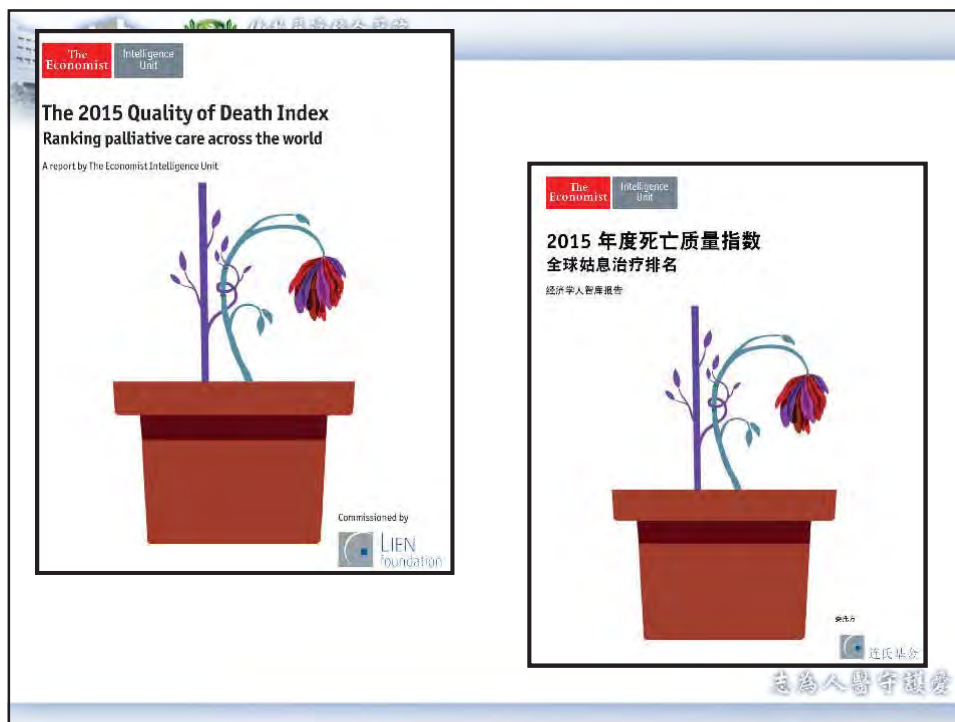 The
Economist
Intelligence
Unit
The 2015 Quality of Death Index
Ranking palliative care across the world
A report by The Economist Intelligence Unit
Commissioned by
LIEN
foundation
The
Economist
Intelligence
Unit
2015 年度死亡质量指数
全球姑息治疗排名
经济学人智库报告
委托方
连氏基金
志為人醫守護愛